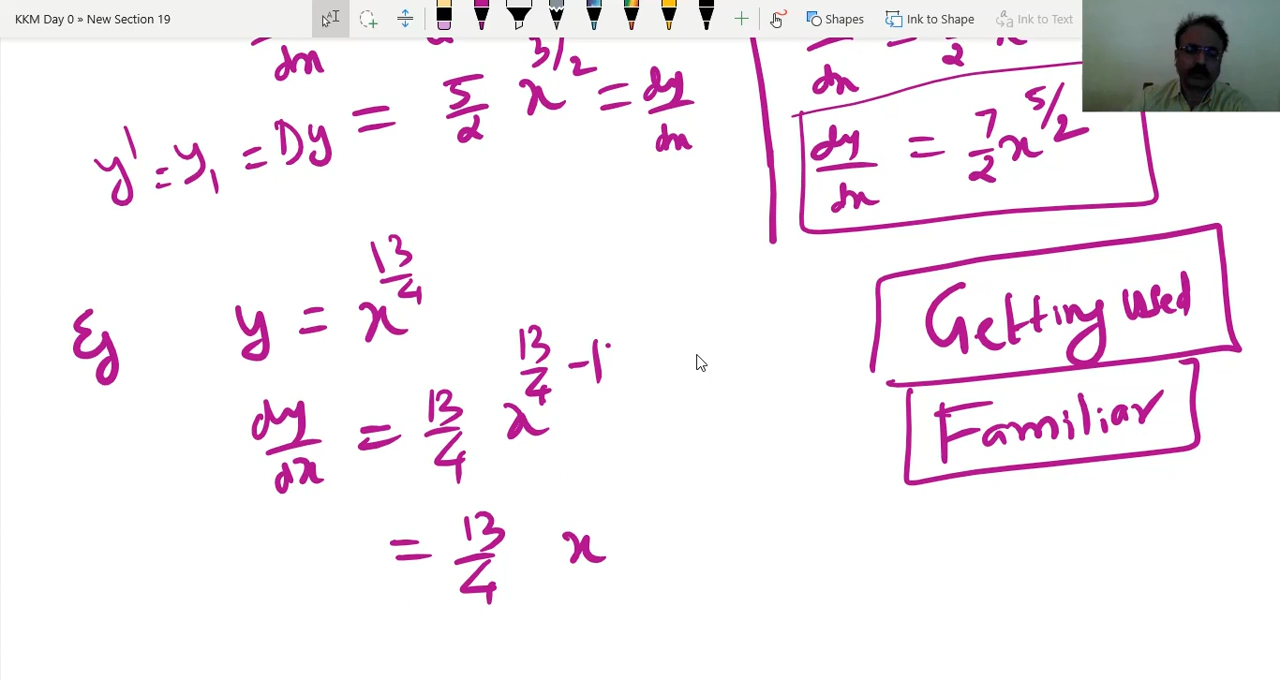 KKM Day 0 » New Section 19
Shapes
Ink to Shape
Ink to Text
dx
3/2
y' = y₁ = Dy = 5/2 x = dy/dx
dx 2
dy/dx = 7/2 x^5/2
Eg y = x^13/4
dy/dx = 13/4 x^13/4 -1
= 13/4 x
Getting used
Familiar